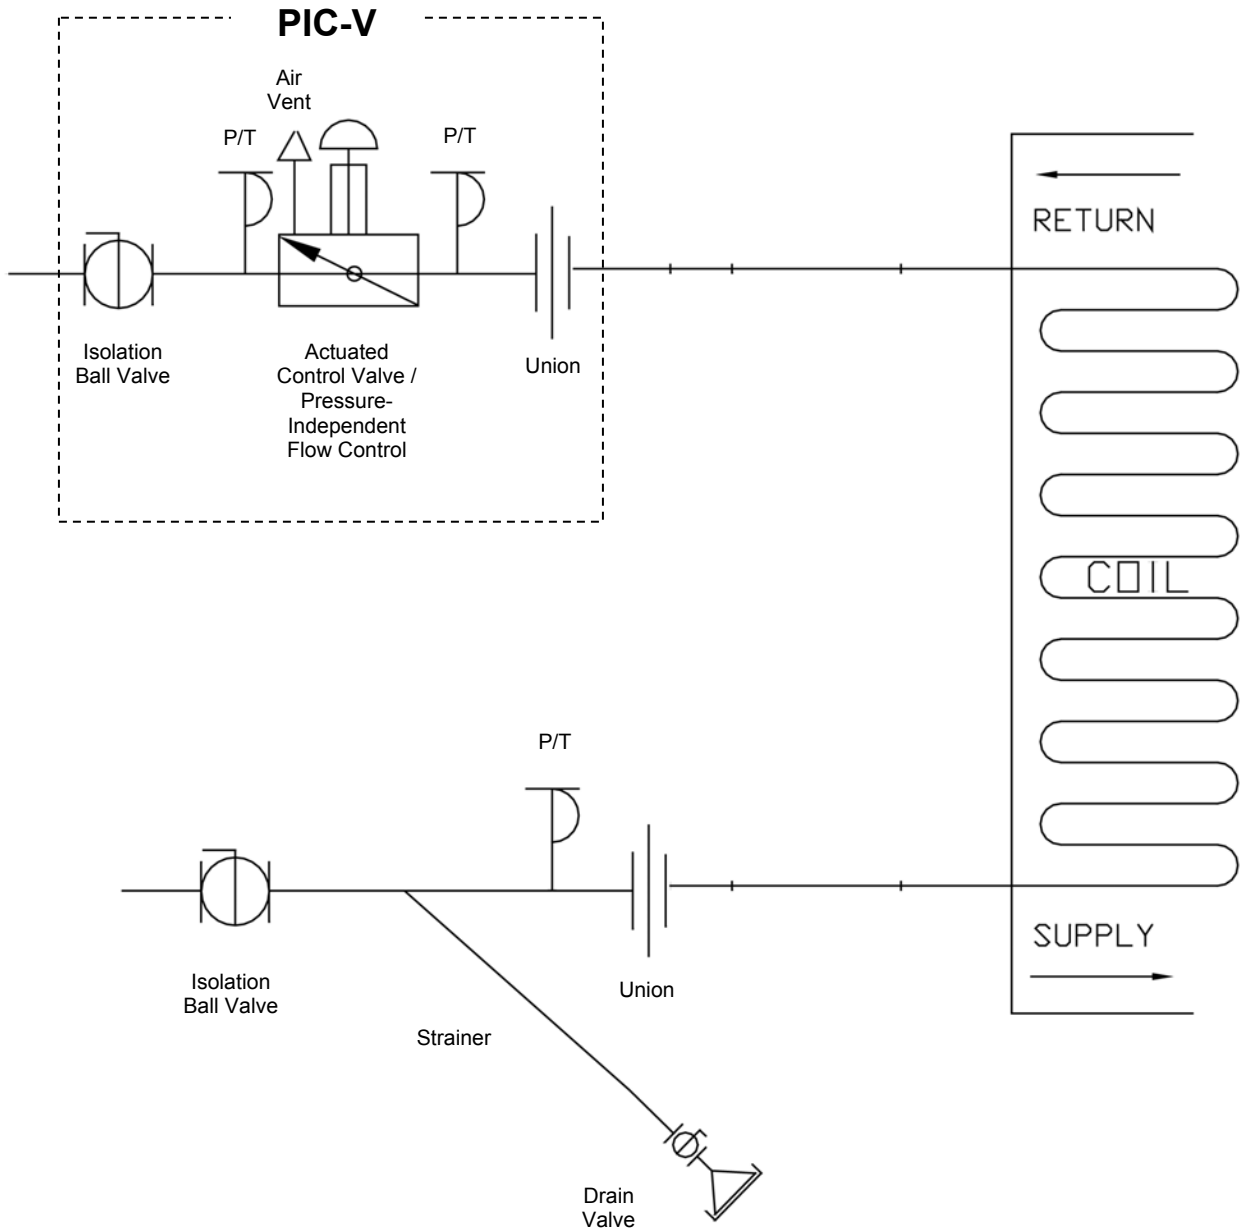 PIC-V
Air
Vent
P/T
P/T
RETURN
Isolation
Ball Valve
Actuated
Control Valve /
Pressure-
Independent
Flow Control
Union
COIL
P/T
SUPPLY
Isolation
Ball Valve
Union
Strainer
Drain
Valve